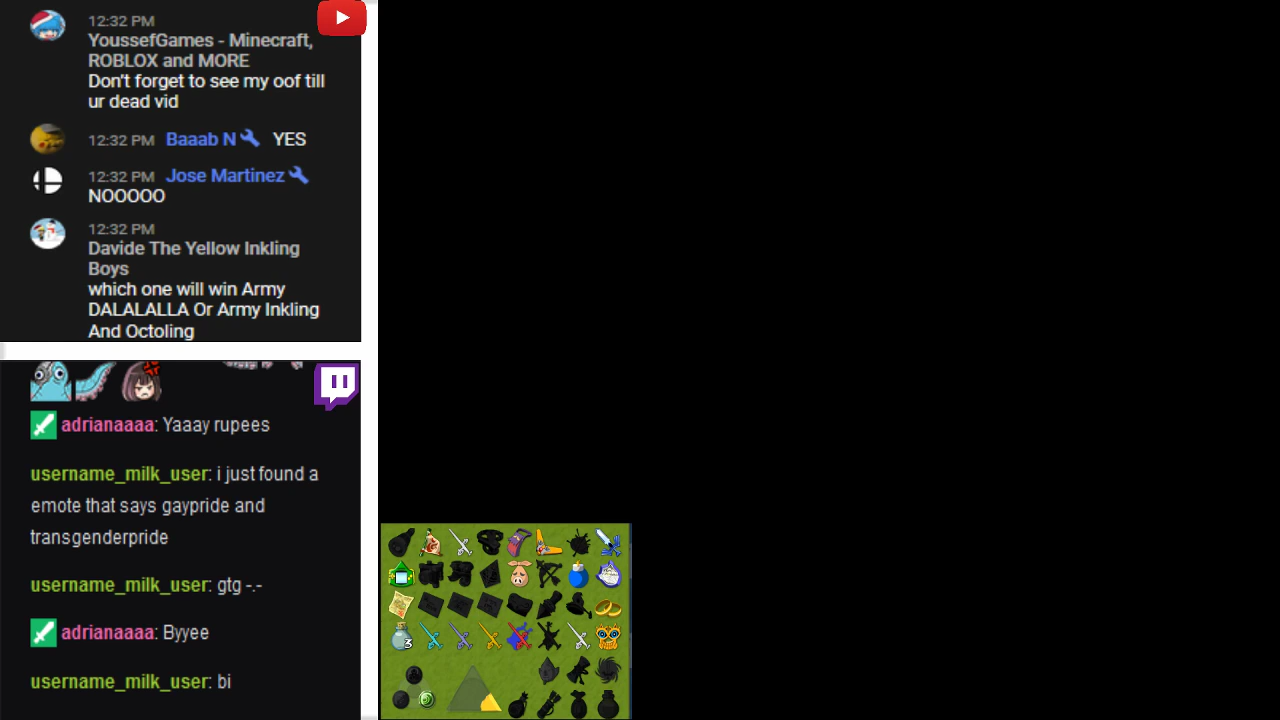 12:32 PM
YoussefGames - Minecraft,
ROBLOX and MORE
Don't forget to see my oof till
ur dead vid
12:32 PM Baaab N YES
12:32 PM Jose Martinez
NOOOOO
12:32 PM
Davide The Yellow Inkling
Boys
which one will win Army
DALALALLA Or Army Inkling
And Octoling
adrianaaaa: Yaaay rupees
username_milk_user: i just found a
emote that says gaypride and
transgenderpride
username_milk_user: gtg -.-
adrianaaaa: Byyee
username_milk_user: bi
3